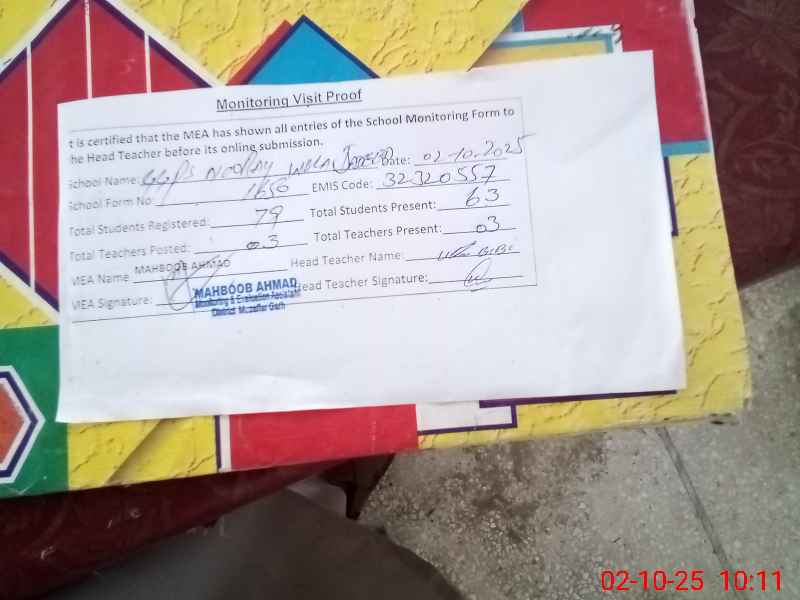 Monitoring Visit Proof
t is certified that the MEA has shown all entries of the School Monitoring Form to
he Head Teacher before its online submission.
School Name: GGPS Date: 02-10-2025
School Form No: 1650 EMIS Code: 32320557
Total Students Registered: 79 Total Students Present: 63
Total Teachers Posted: 03 Total Teachers Present: 03
MEA Name MAHBOOB AHMAD Head Teacher Name: BiBi
MEA Signature: Head Teacher Signature:
MAHBOOB AHMAD
Monitoring & Evaluation Assistant
District Muzaffar Garh
02-10-25 10:11